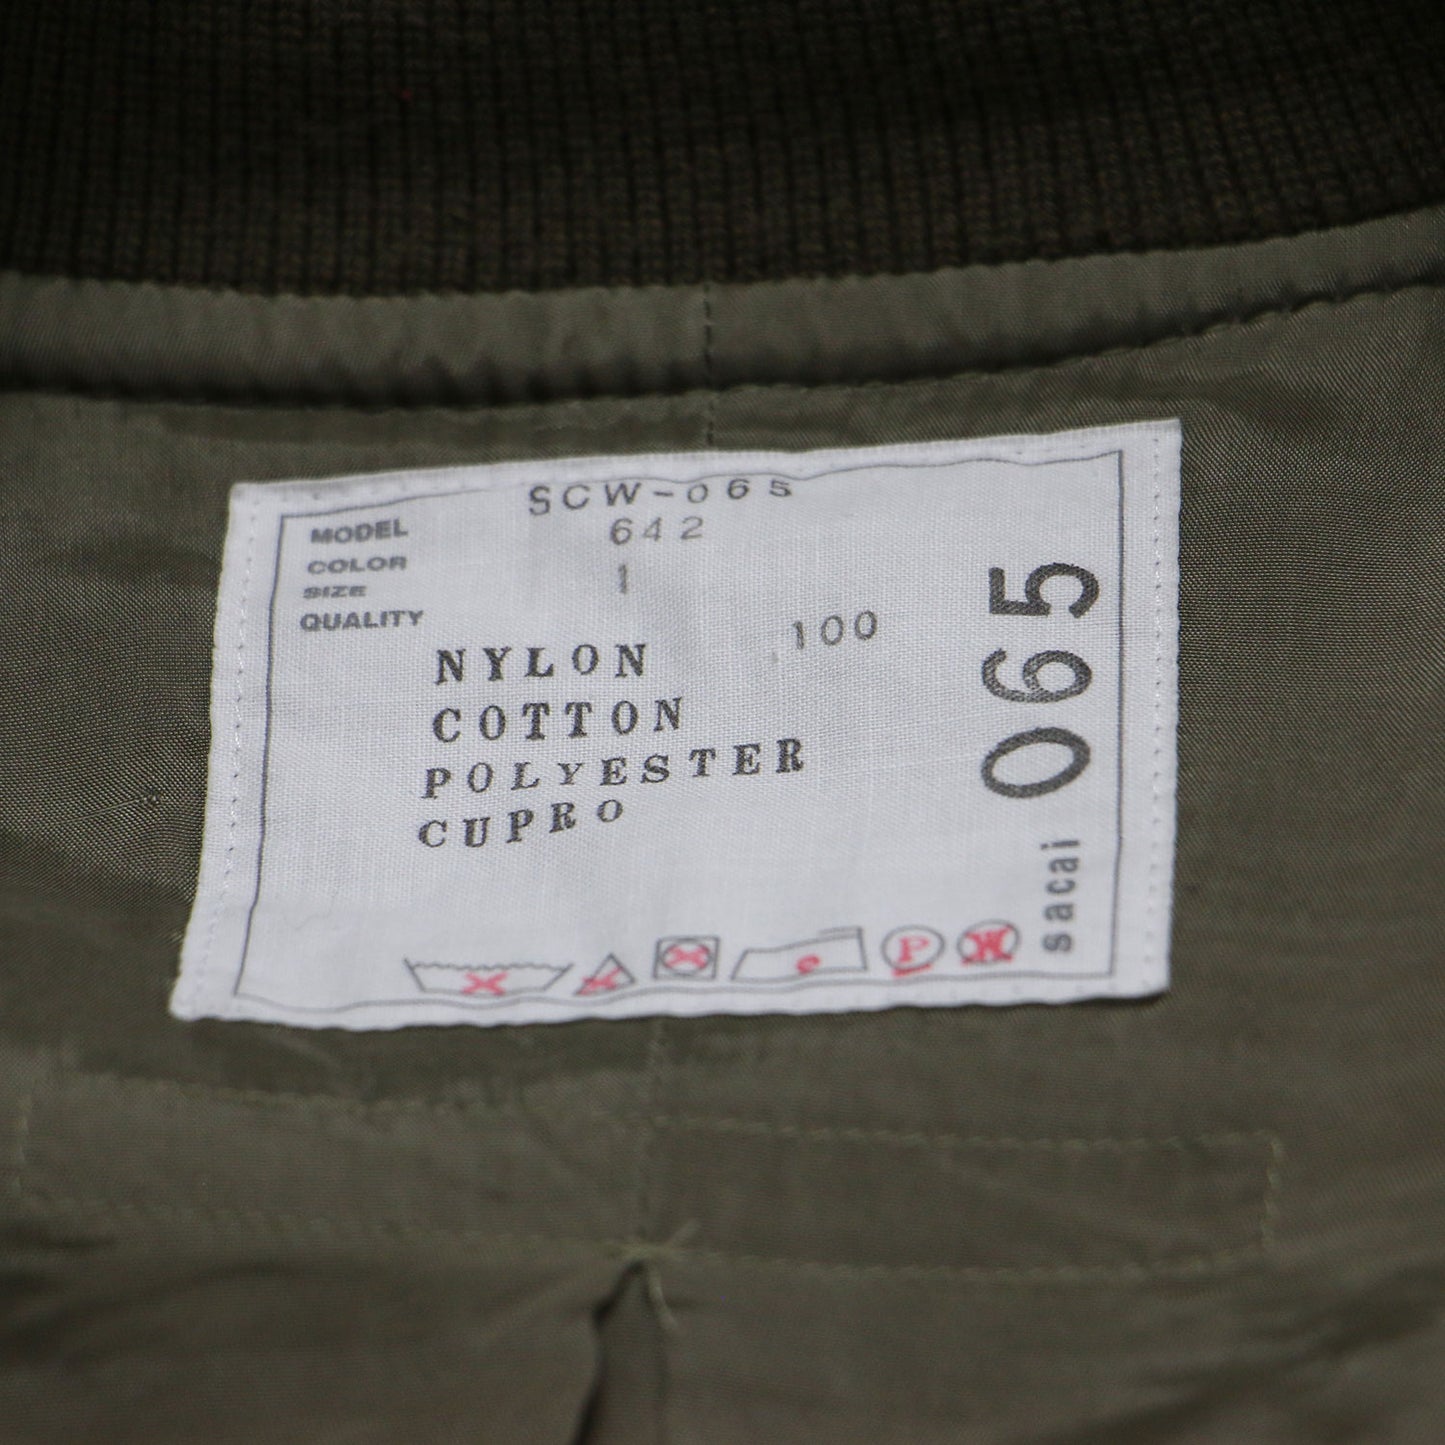 MODEL SCW-065
COLOR 642
SIZE 1
QUALITY
NYLON 100
COTTON
POLYESTER
CUPRO
P
W
sacai 065